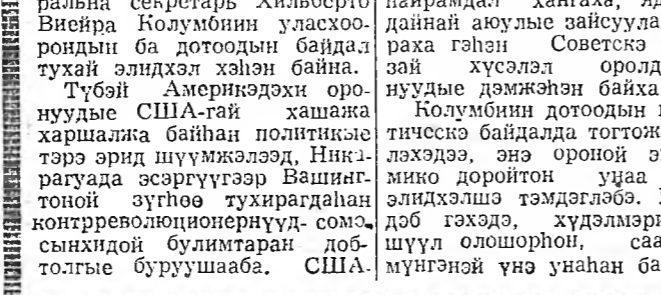 ральна секретарь Хильберто
Виейра Колумбиин уласхоо-
рондын ба дотоодын байдал
тухай элидхэл хэһэн байна.
Түбэй Америкэдэхи оро-
нуудые США-гай хашажа
харшалжа байһан политикые
тэрэ эрид шүүмжэлээд, Ника-
рагуада эсэргүүгээр Вашинг-
тоной зүгһөө тухирагдаһан
контрреволюционернүүд-сомо-
сынхидой булимтаран доб-
толгые буруушааба. США-
найрамдал хангаха,
дайнай аюулые зайсуула
раха гэһэн Советскэ
зай хүсэлэл оролд
нуудые дэмжэһэн байха
Колумбиин дотоодын
тическэ байдалда тогтож
лэхэдээ, энэ ороной э
мико доройтон унаа
элидхэлшэ тэмдэглэбэ.
дэб гэхэдэ, хүдэлмэри
шүүл олошорһон, саа
мүнгэнэй үнэ унаһан ба